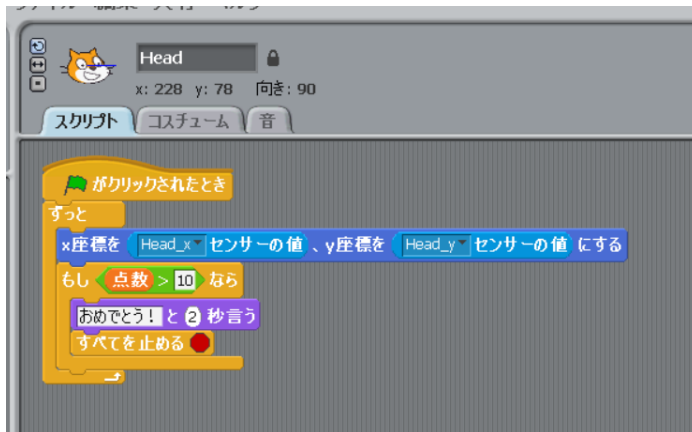 Head
x: 228 y: 78 向き: 90
スクリプト コスチューム 音
がクリックされたとき
ずっと
x座標を Head_x センサーの値 、y座標を Head_y センサーの値 にする
もし 点数 > 10 なら
おめでとう! と 2 秒言う
すべてを止める